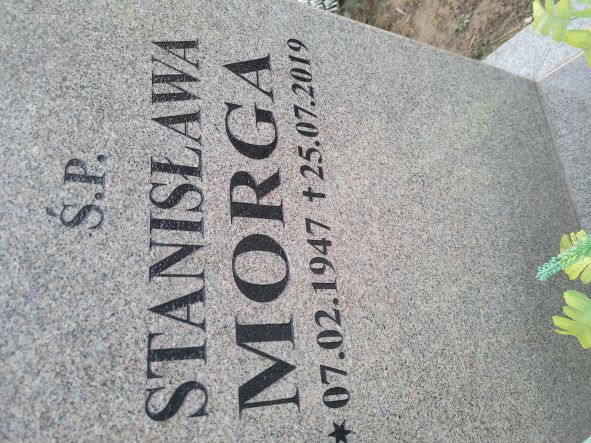 Ś.P.
STANISŁAWA
MORGA
★ 07.02.1947 ✝ 25.07.2019